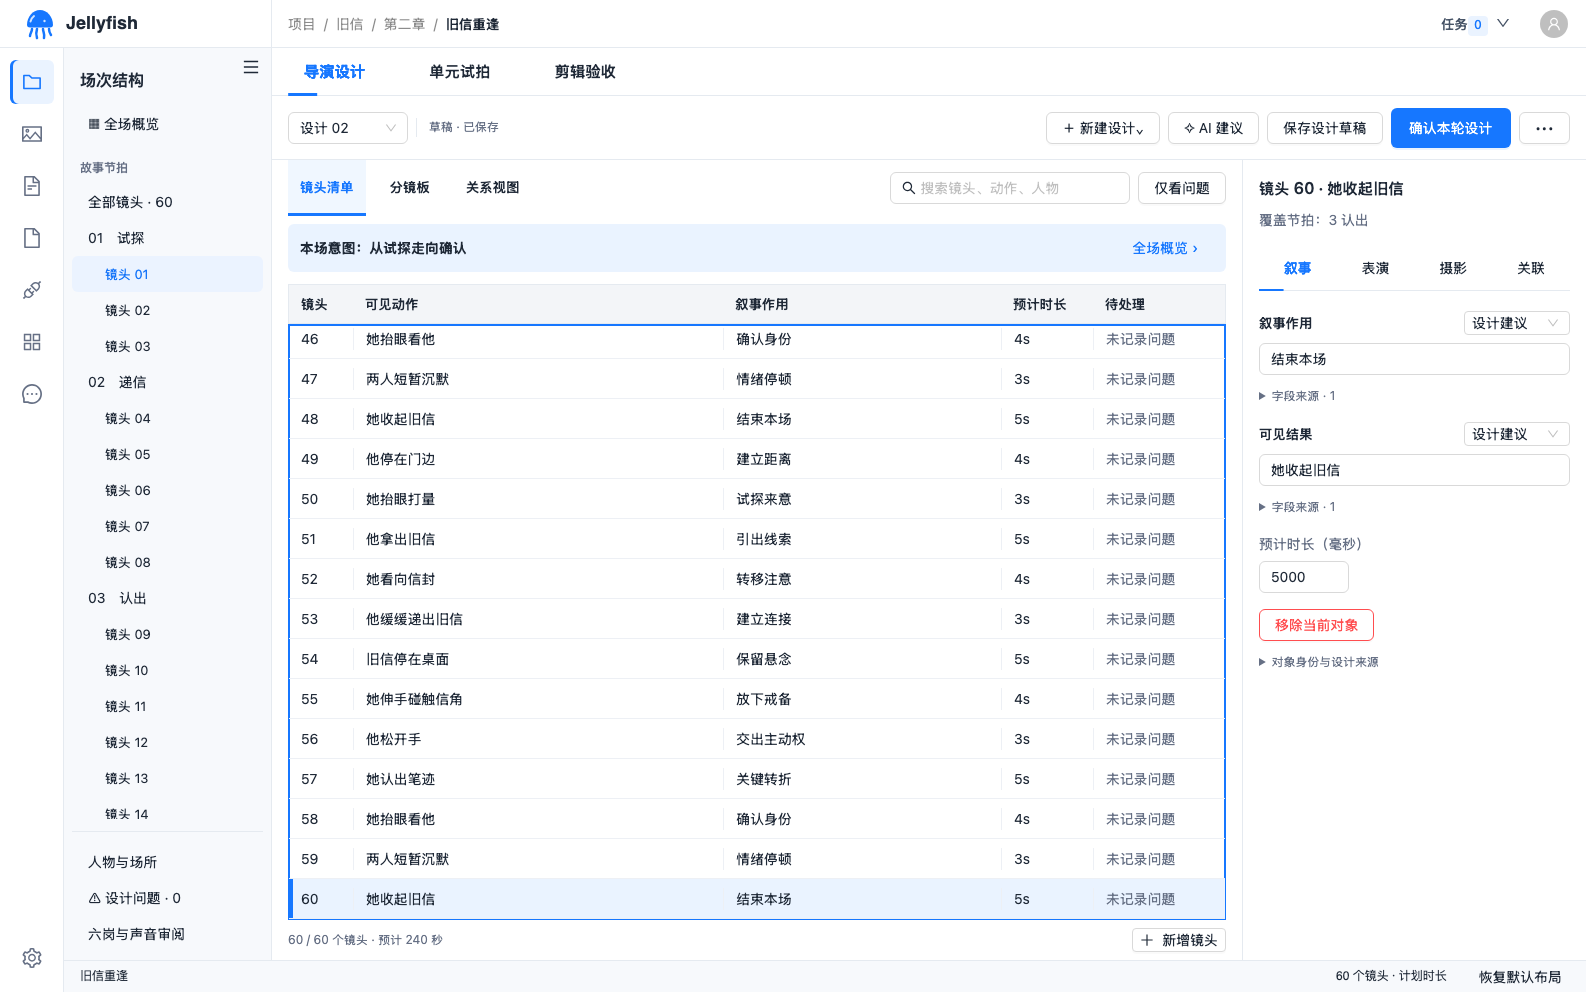 Jellyfish
项目 / 旧信 / 第二章 / 旧信重逢
任务 0
场次结构
全场概览
故事节拍
全部镜头 · 60
01 试探
镜头 01
镜头 02
镜头 03
02 递信
镜头 04
镜头 05
镜头 06
镜头 07
镜头 08
03 认出
镜头 09
镜头 10
镜头 11
镜头 12
镜头 13
镜头 14
人物与场所
设计问题 · 0
六岗与声音审阅
导演设计 单元试拍 剪辑验收
设计 02
草稿 · 已保存
+ 新建设计
AI 建议
保存设计草稿
确认本轮设计
···
镜头清单 分镜板 关系视图
搜索镜头、动作、人物
仅看问题
本场意图：从试探走向确认
全场概览 ›
镜头 可见动作 叙事作用 预计时长 待处理
46 她抬眼看他 确认身份 4s 未记录问题
47 两人短暂沉默 情绪停顿 3s 未记录问题
48 她收起旧信 结束本场 5s 未记录问题
49 他停在门边 建立距离 4s 未记录问题
50 她抬眼打量 试探来意 3s 未记录问题
51 他拿出旧信 引出线索 5s 未记录问题
52 她看向信封 转移注意 4s 未记录问题
53 他缓缓递出旧信 建立连接 3s 未记录问题
54 旧信停在桌面 保留悬念 5s 未记录问题
55 她伸手碰触信角 放下戒备 4s 未记录问题
56 他松开手 交出主动权 3s 未记录问题
57 她认出笔迹 关键转折 5s 未记录问题
58 她抬眼看他 确认身份 4s 未记录问题
59 两人短暂沉默 情绪停顿 3s 未记录问题
60 她收起旧信 结束本场 5s 未记录问题
60 / 60 个镜头 · 预计 240 秒
+ 新增镜头
镜头 60 · 她收起旧信
覆盖节拍：3 认出
叙事 表演 摄影 关联
叙事作用
设计建议
结束本场
字段来源 · 1
可见结果
设计建议
她收起旧信
字段来源 · 1
预计时长（毫秒）
5000
移除当前对象
对象身份与设计来源
旧信重逢
60 个镜头 · 计划时长
恢复默认布局